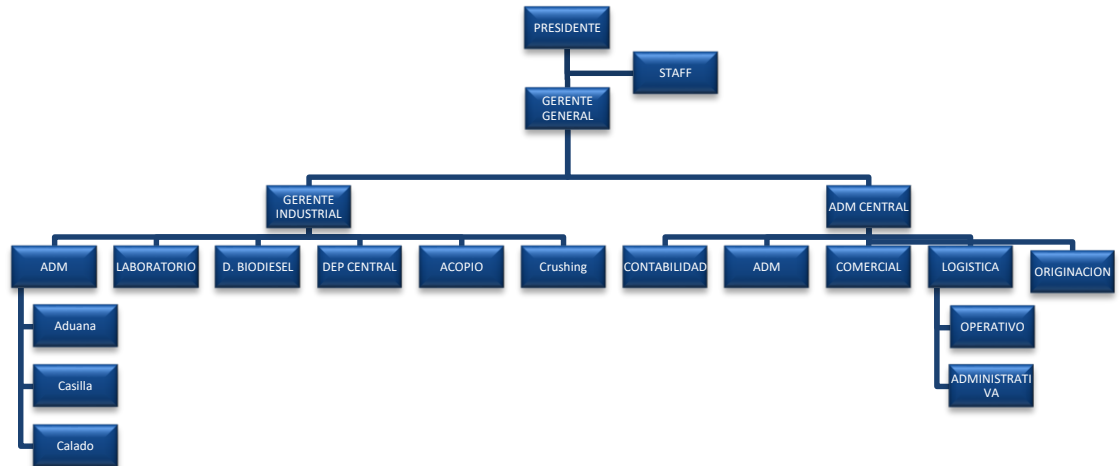 PRESIDENTE
STAFF
GERENTE
GENERAL
GERENTE
INDUSTRIAL
ADM CENTRAL
ADM
LABORATORIO
D. BIODIESEL
DEP CENTRAL
ACOPIO
Crushing
CONTABILIDAD
ADM
COMERCIAL
LOGISTICA
ORIGINACION
Aduana
Casilla
Calado
OPERATIVO
ADMINISTRATI
VA